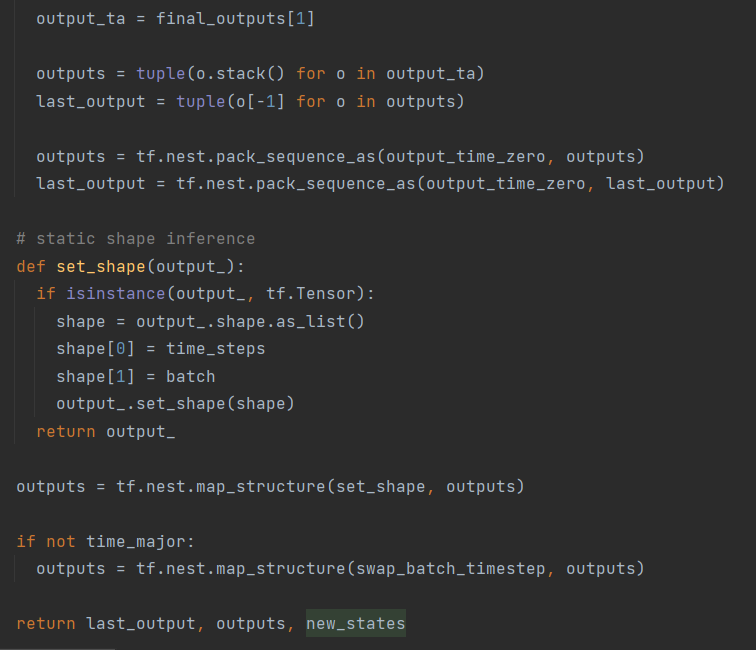 output_ta = final_outputs[1]
outputs = tuple(o.stack() for o in output_ta)
last_output = tuple(o[-1] for o in outputs)
outputs = tf.nest.pack_sequence_as(output_time_zero, outputs)
last_output = tf.nest.pack_sequence_as(output_time_zero, last_output)
# static shape inference
def set_shape(output_):
if isinstance(output_, tf.Tensor):
shape = output_.shape.as_list()
shape[0] = time_steps
shape[1] = batch
output_.set_shape(shape)
return output_
outputs = tf.nest.map_structure(set_shape, outputs)
if not time_major:
outputs = tf.nest.map_structure(swap_batch_timestep, outputs)
return last_output, outputs, new_states